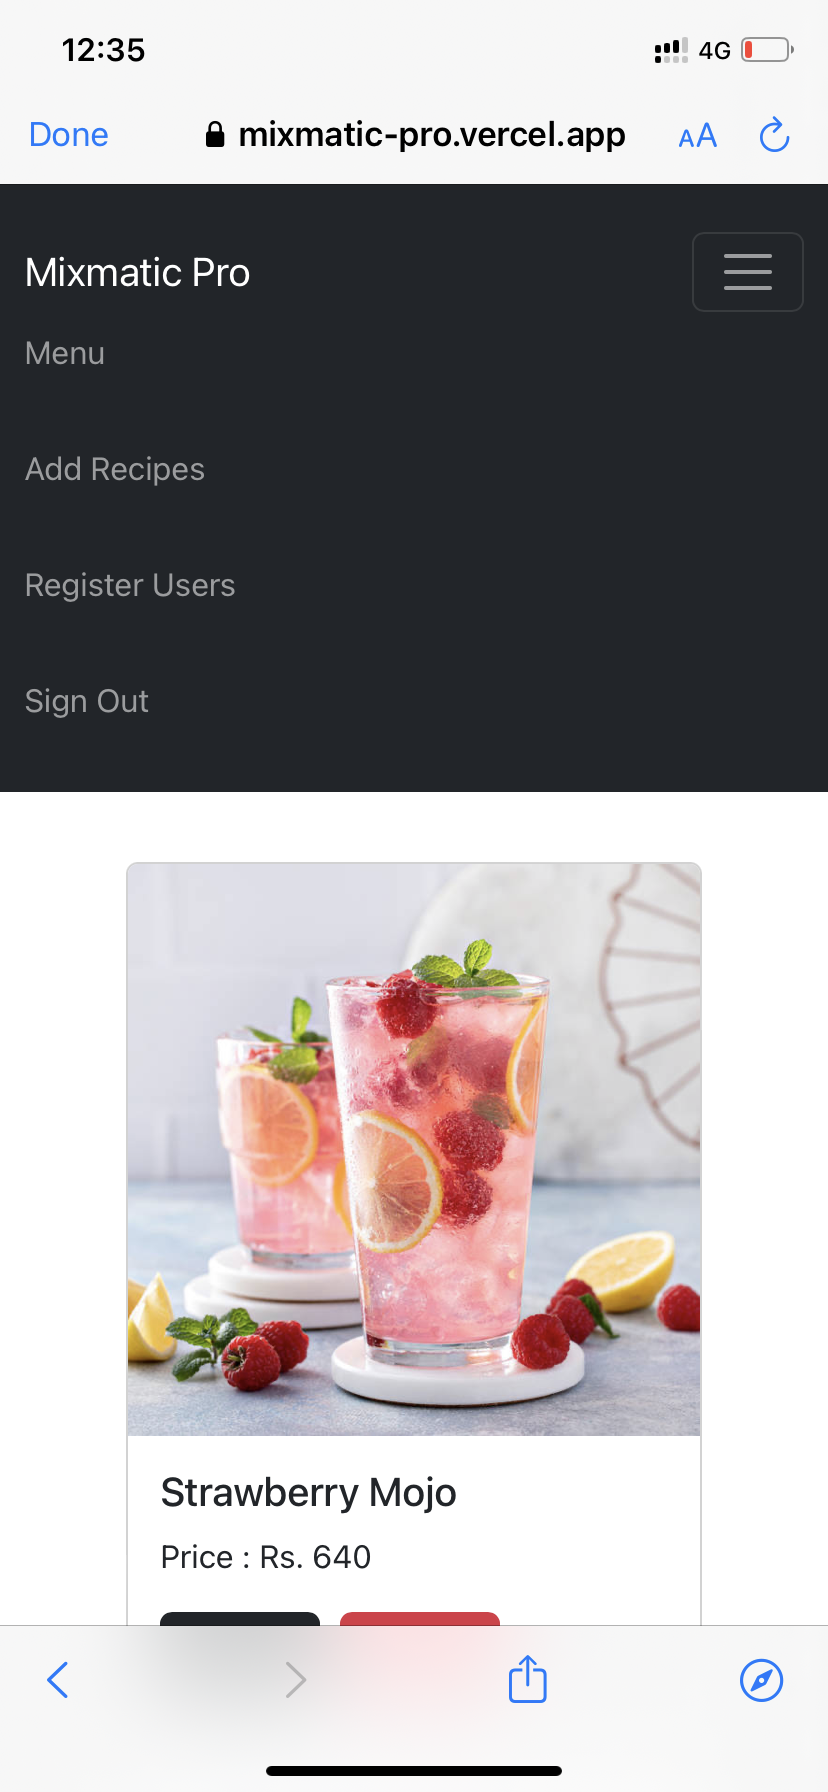 12:35
4G
Done
mixmatic-pro.vercel.app
AA
Mixmatic Pro
Menu
Add Recipes
Register Users
Sign Out
Strawberry Mojo
Price : Rs. 640